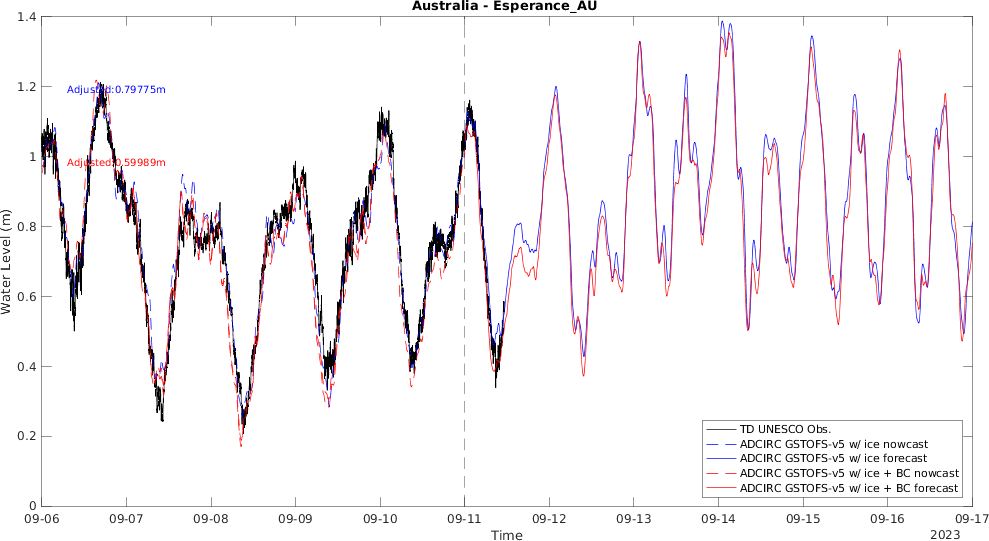 Australia - Esperance_AU
1.4
1.2
1
0.8
0.6
0.4
0.2
0
Water Level (m)
Adjusted:0.79775m
Adjusted:0.59989m
TD UNESCO Obs.
ADCIRC GSTOFS-v5 w/ ice nowcast
ADCIRC GSTOFS-v5 w/ ice forecast
ADCIRC GSTOFS-v5 w/ ice + BC nowcast
ADCIRC GSTOFS-v5 w/ ice + BC forecast
09-06 09-07 09-08 09-09 09-10 09-11 09-12 09-13 09-14 09-15 09-16 09-17
Time
2023